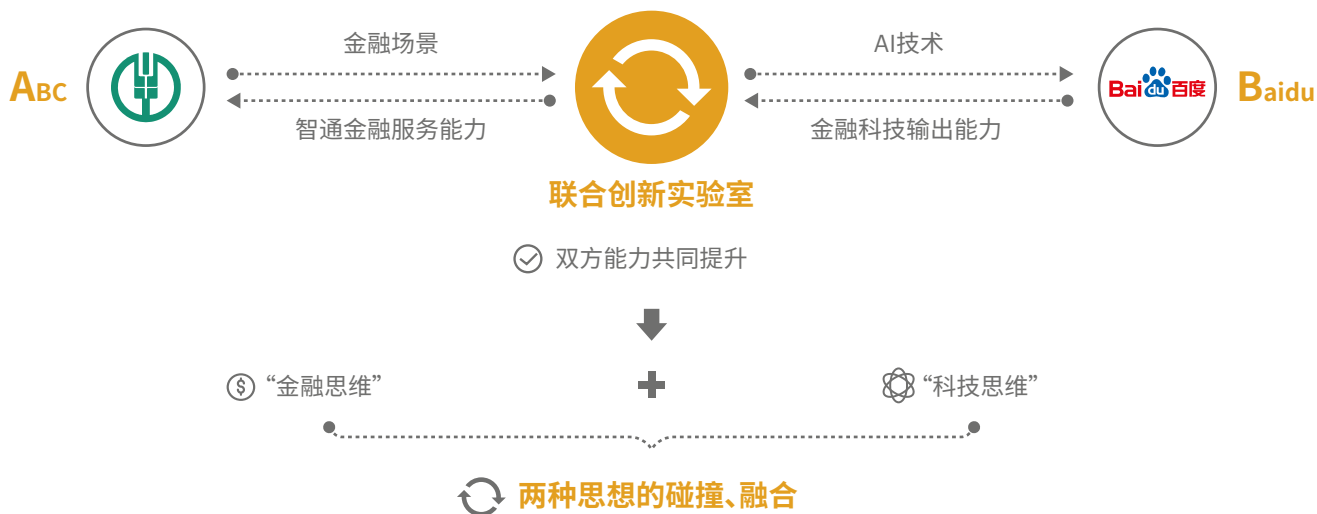 金融场景
AI技术
ABC
Baidu百度
Baidu
智通金融服务能力
金融科技输出能力
联合创新实验室
双方能力共同提升
$ “金融思维”
“科技思维”
两种思想的碰撞、融合